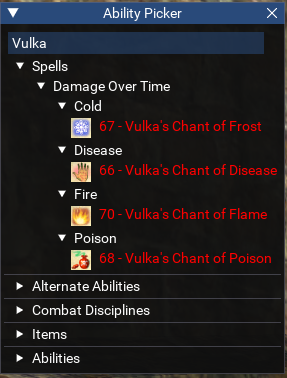 Ability Picker
Vulka
Spells
Damage Over Time
Cold
67 - Vulka's Chant of Frost
Disease
66 - Vulka's Chant of Disease
Fire
70 - Vulka's Chant of Flame
Poison
68 - Vulka's Chant of Poison
Alternate Abilities
Combat Disciplines
Items
Abilities